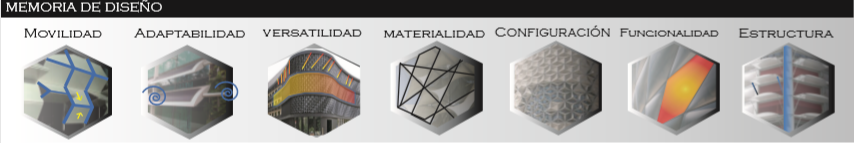 MEMORIA DE DISEÑO
MOVILIDAD ADAPTABILIDAD VERSATILIDAD MATERIALIDAD CONFIGURACIÓN FUNCIONALIDAD ESTRUCTURA